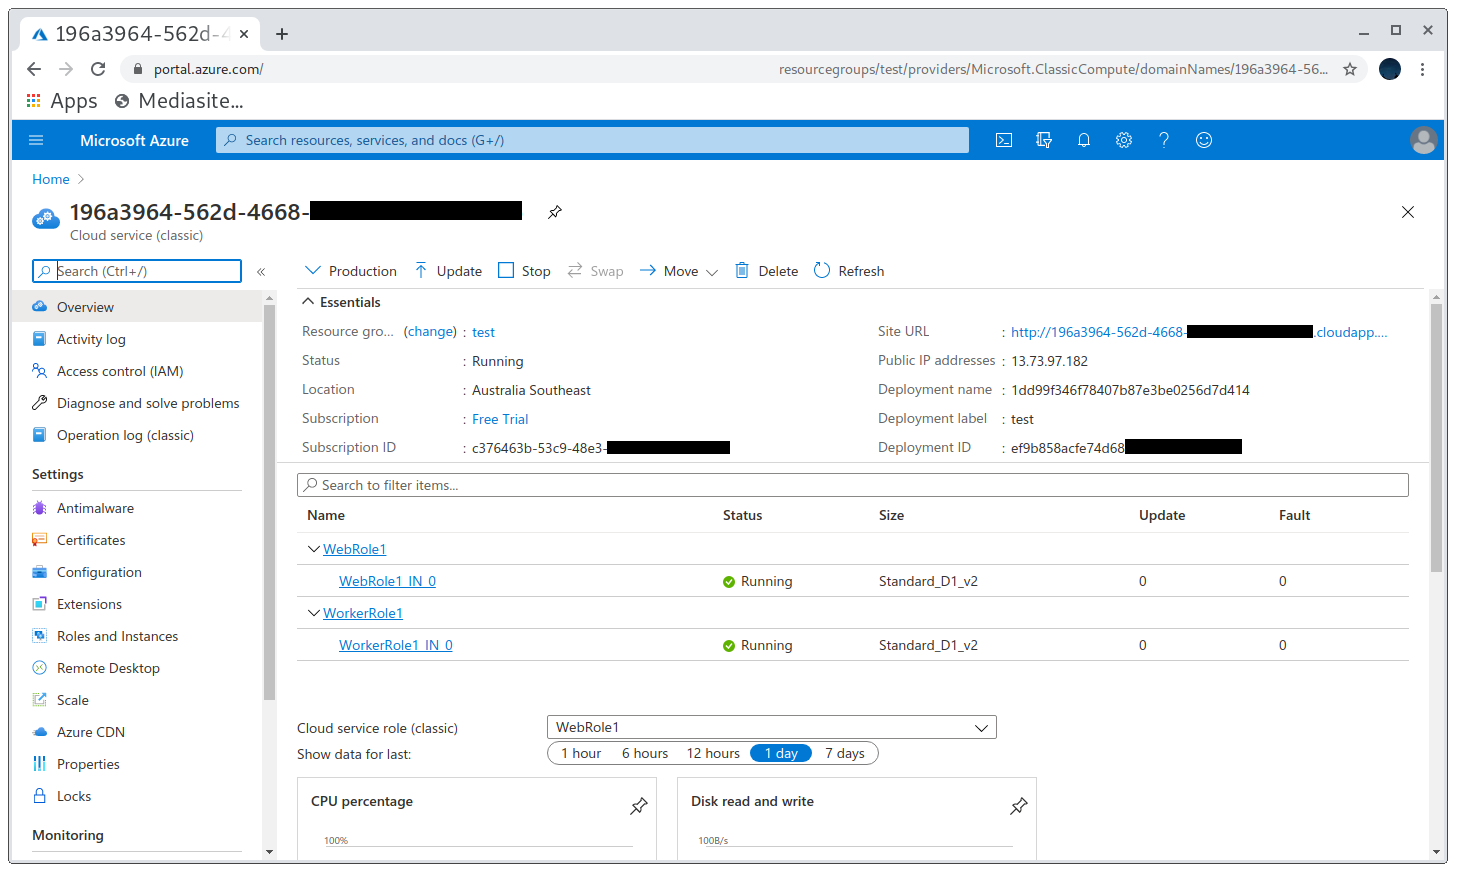 196a3964-562d-4
portal.azure.com/ resourcegroups/test/providers/Microsoft.ClassicCompute/domainNames/196a3964-56...
Apps Mediasite...
Microsoft Azure Search resources, services, and docs (G+/)
Home
196a3964-562d-4668-
Cloud service (classic)
Search (Ctrl+/) «
Production Update Stop Swap Move Delete Refresh
Overview
Activity log
Access control (IAM)
Diagnose and solve problems
Operation log (classic)
Settings
Antimalware
Certificates
Configuration
Extensions
Roles and Instances
Remote Desktop
Scale
Azure CDN
Properties
Locks
Monitoring
Essentials
Resource gro... (change) : test
Status : Running
Location : Australia Southeast
Subscription : Free Trial
Subscription ID : c376463b-53c9-48e3-
Site URL : http://196a3964-562d-4668- .cloudapp....
Public IP addresses : 13.73.97.182
Deployment name : 1dd99f346f78407b87e3be0256d7d414
Deployment label : test
Deployment ID : ef9b858acfe74d68
Search to filter items...
Name Status Size Update Fault
WebRole1
WebRole1_IN_0 Running Standard_D1_v2 0 0
WorkerRole1
WorkerRole1_IN_0 Running Standard_D1_v2 0 0
Cloud service role (classic) WebRole1
Show data for last: 1 hour 6 hours 12 hours 1 day 7 days
CPU percentage
100%
Disk read and write
100B/s